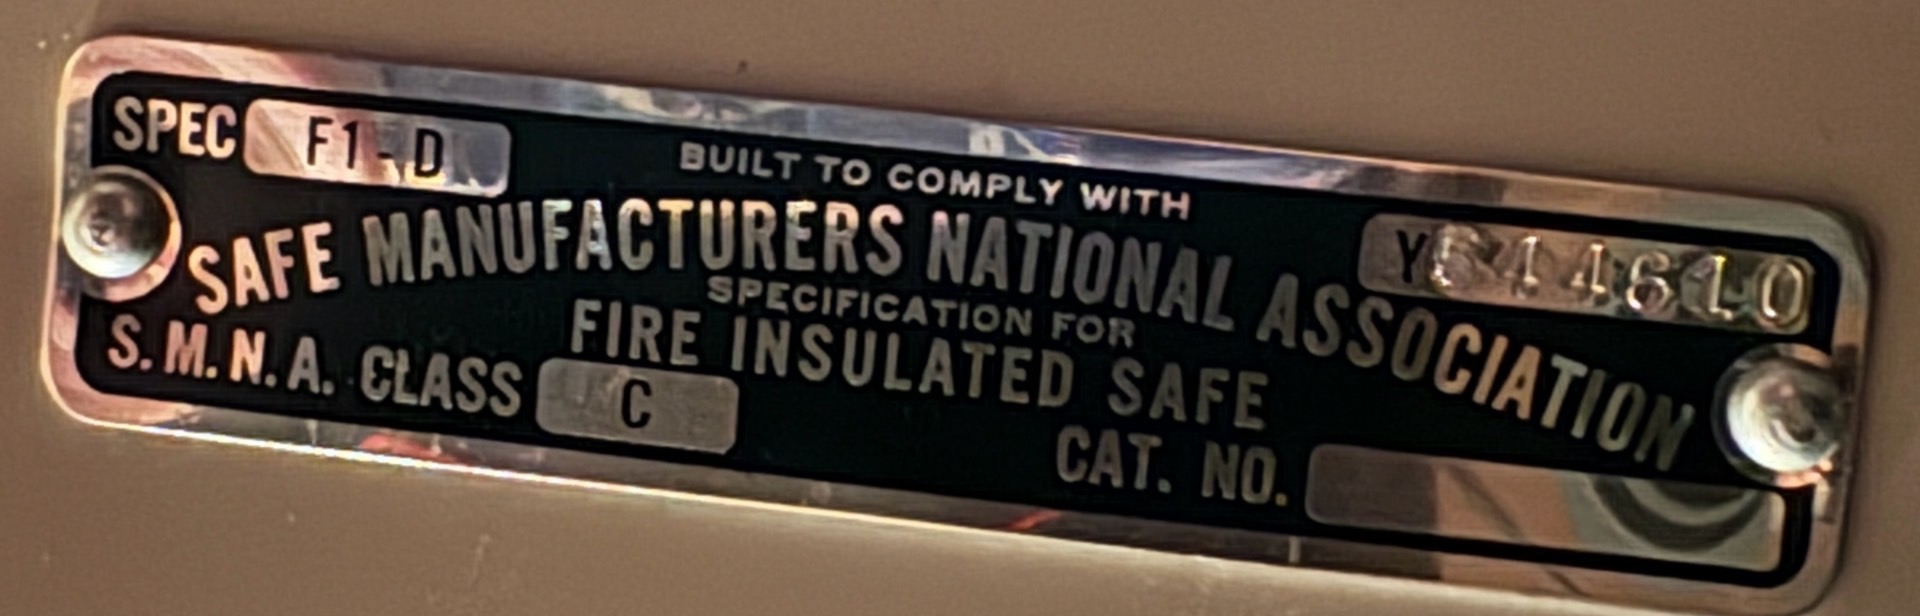 SPEC F1-D
BUILT TO COMPLY WITH
Y644610
SAFE MANUFACTURERS NATIONAL ASSOCIATION
SPECIFICATION FOR
FIRE INSULATED SAFE
S.M.N.A. CLASS C
CAT. NO.